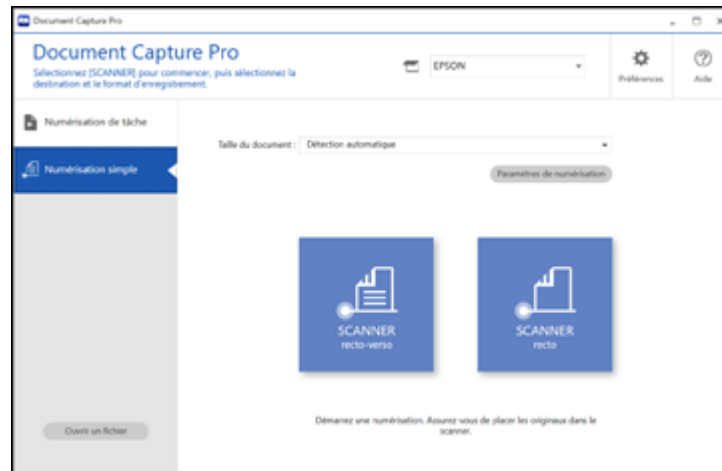 Document Capture Pro
Document Capture Pro
Sélectionnez [SCANNER] pour commencer, puis sélectionnez la
destination et le format d'enregistrement.
EPSON
Préférences
Aide
Numérisation de tâche
Numérisation simple
Taille du document :
Détection automatique
Paramètres de numérisation
SCANNER
recto-verso
SCANNER
recto
Démarrez une numérisation. Assurez-vous de placer les originaux dans le
scanner.
Ouvrir un fichier